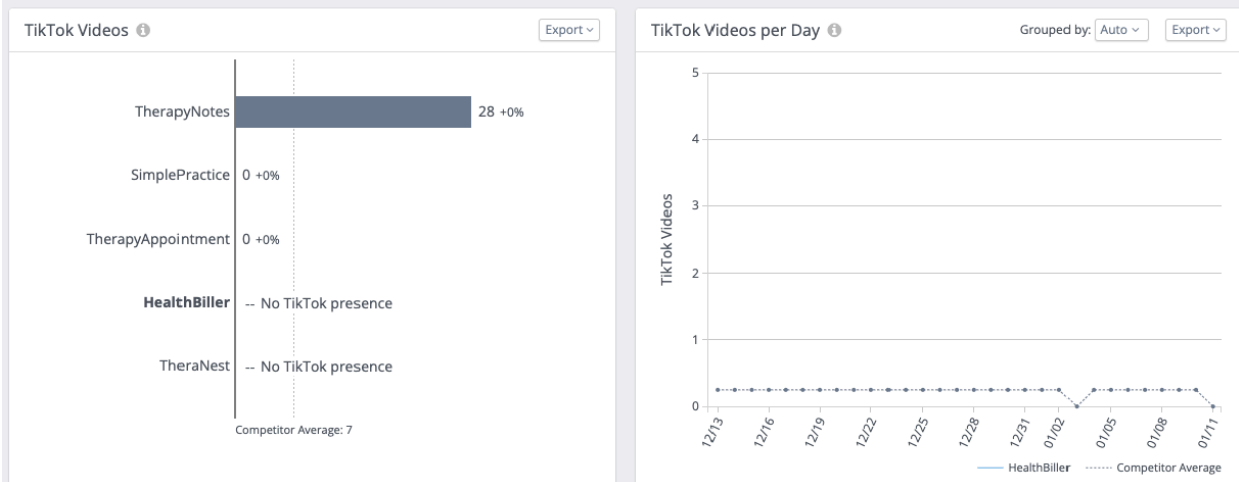 TikTok Videos
Export
TherapyNotes
28 +0%
SimplePractice
0 +0%
TherapyAppointment
0 +0%
HealthBiller
-- No TikTok presence
TheraNest
-- No TikTok presence
Competitor Average: 7
TikTok Videos per Day
Grouped by: Auto
Export
TikTok Videos
5
4
3
2
1
0
12/13
12/16
12/19
12/22
12/25
12/28
12/31
01/02
01/05
01/08
01/11
HealthBiller
Competitor Average